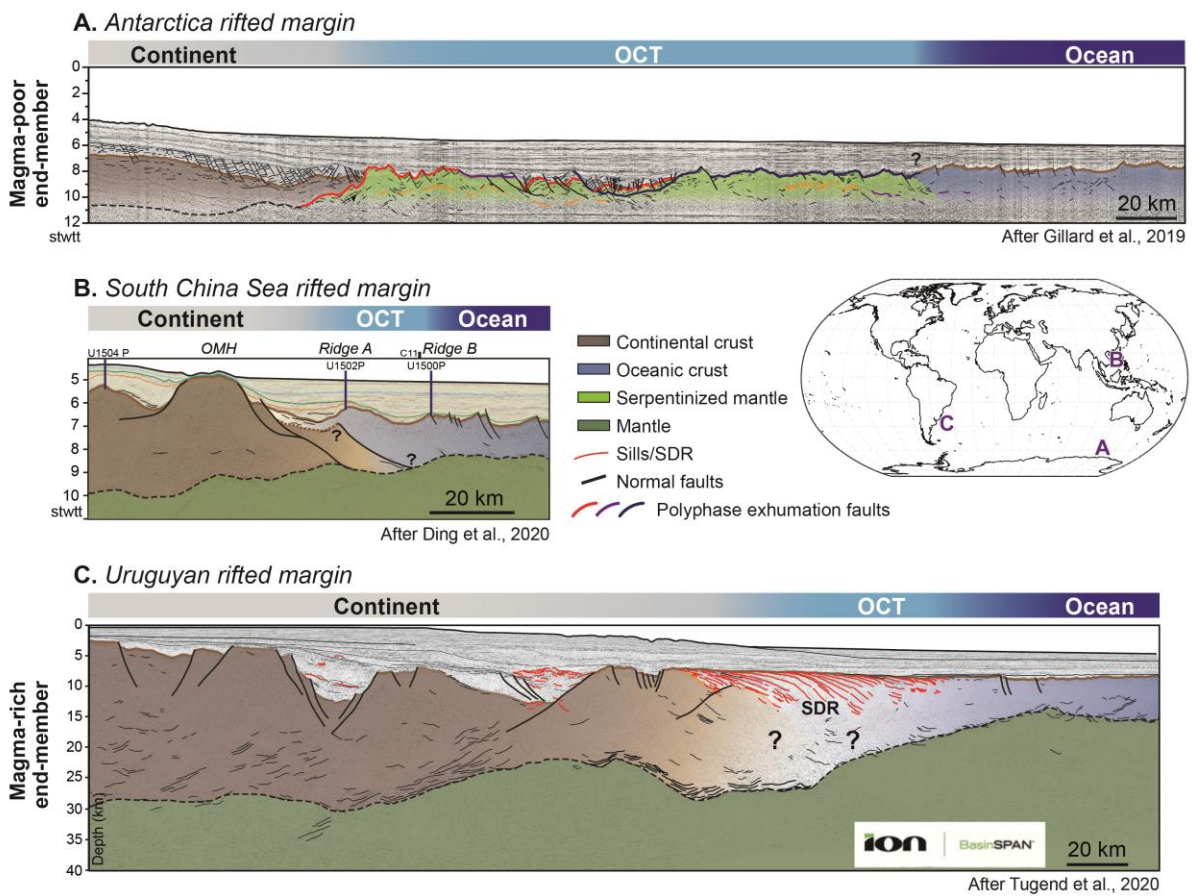 A. Antarctica rifted margin
Continent OCT Ocean
Magma-poor
end-member
0
2
4
6
8
10
12
stwtt
?
20 km
After Gillard et al., 2019
B. South China Sea rifted margin
Continent OCT Ocean
U1504 P OMH Ridge A U1502P C11 Ridge B U1500P
5
6
7
8
9
10
stwtt
?
?
20 km
After Ding et al., 2020
Continental crust
Oceanic crust
Serpentinized mantle
Mantle
Sills/SDR
Normal faults
Polyphase exhumation faults
B
C
A
C. Uruguyan rifted margin
Continent OCT Ocean
Magma-rich
end-member
0
5
10
15
20
25
30
35
40
Depth (km)
SDR
? ?
ion BasinSPAN™
20 km
After Tugend et al., 2020